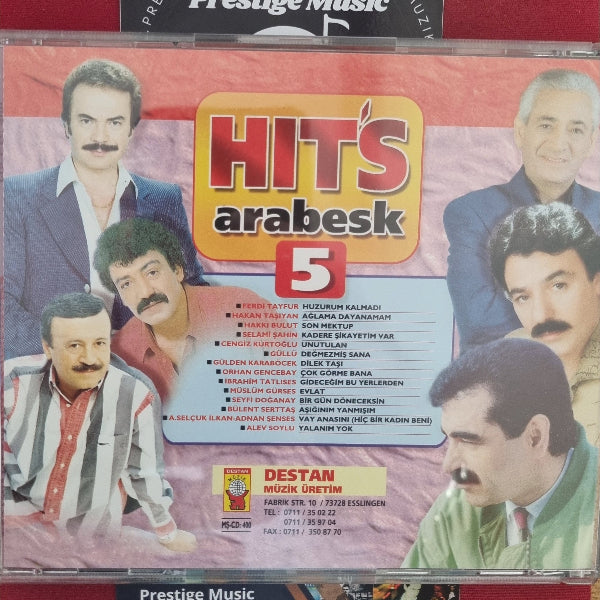 Prestige Music
HIT'S
arabesk
5
FERDİ TAYFUR HUZURUM KALMADI
HAKAN TAŞIYAN AĞLAMA DAYANAMAM
HAKKI BULUT SON MEKTUP
SELAMİ ŞAHİN KADERE ŞİKAYETİM VAR
CENGİZ KURTOĞLU UNUTULAN
GÜLLÜ DEĞMEZMİŞ SANA
GÜLDEN KARABÖCEK DİLEK TAŞI
ORHAN GENCEBAY ÇOK GÖRME BANA
İBRAHİM TATLISES GİDECEĞİM BU YERLERDEN
MÜSLÜM GÜRSES EVLAT
SEYFİ DOĞANAY BİR GÜN DÖNECEKSİN
BÜLENT SERTTAŞ AŞIĞINIM YANMIŞIM
A.SELÇUK İLKAN-ADNAN ŞENSES VAY ANASINI (HİÇ BİR KADIN BENİ)
ALEV SOYLU YALANIM YOK
DESTAN
MŞ-CD: 400
DESTAN
MÜZİK ÜRETİM
FABRIK STR. 10 / 73728 ESSLINGEN
TEL : 0711 / 35 02 22
0711 / 35 97 04
FAX : 0711 / 350 87 70
Prestige Music